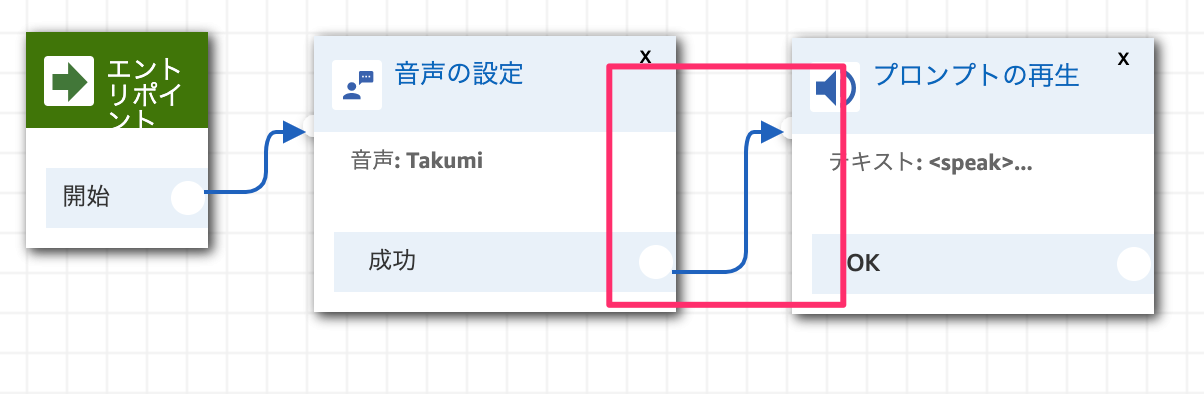 エント
リポイ
ント
開始
x
音声の設定
音声: Takumi
成功
x
プロンプトの再生
テキスト: <speak>...
OK